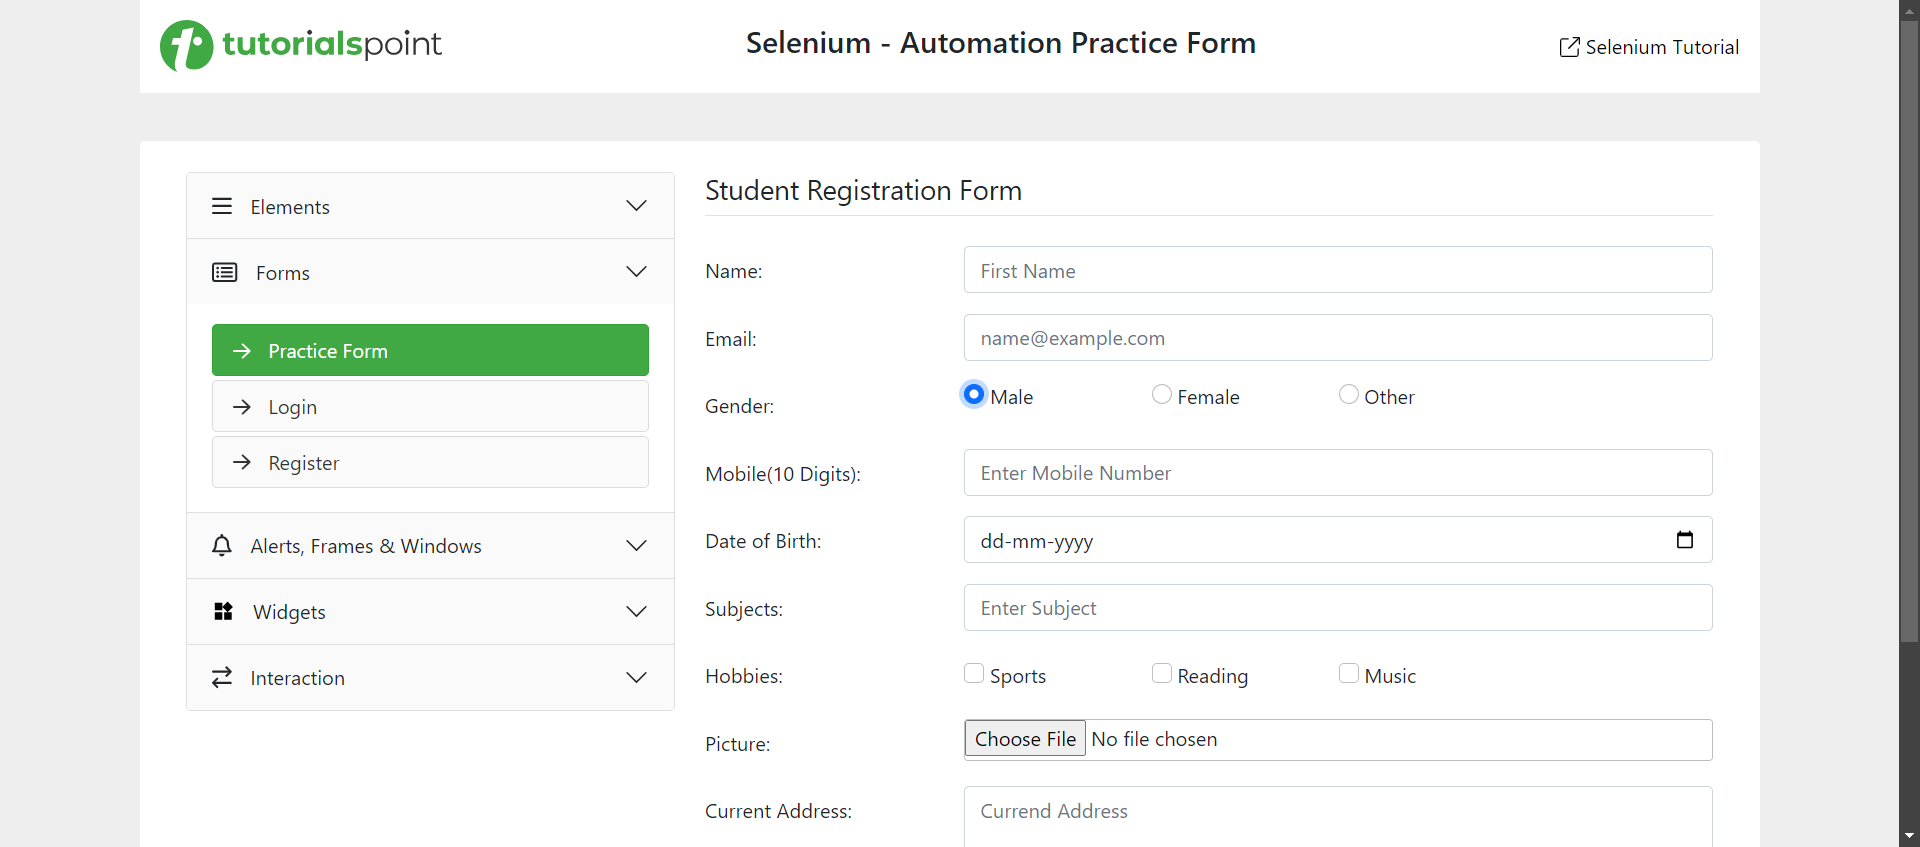 tutorialspoint
Selenium - Automation Practice Form
Selenium Tutorial
Elements
Forms
Practice Form
Login
Register
Alerts, Frames & Windows
Widgets
Interaction
Student Registration Form
Name:
First Name
Email:
name@example.com
Gender:
Male
Female
Other
Mobile(10 Digits):
Enter Mobile Number
Date of Birth:
dd-mm-yyyy
Subjects:
Enter Subject
Hobbies:
Sports
Reading
Music
Picture:
Choose File No file chosen
Current Address:
Currend Address